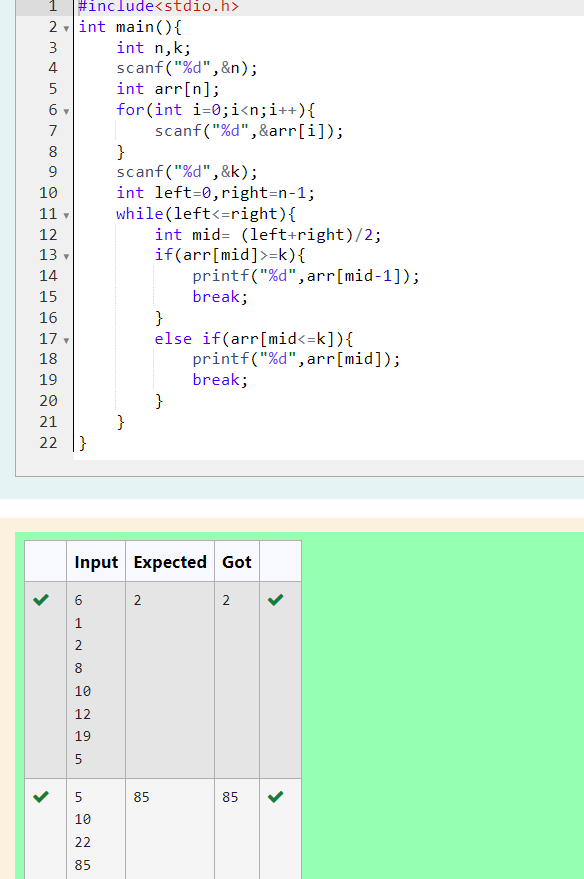 1 #include<stdio.h>
2 int main(){
3 int n,k;
4 scanf("%d",&n);
5 int arr[n];
6 for(int i=0;i<n;i++){
7 scanf("%d",&arr[i]);
8 }
9 scanf("%d",&k);
10 int left=0,right=n-1;
11 while(left<=right){
12 int mid= (left+right)/2;
13 if(arr[mid]>=k){
14 printf("%d",arr[mid-1]);
15 break;
16 }
17 else if(arr[mid<=k]){
18 printf("%d",arr[mid]);
19 break;
20 }
21 }
22 }
Input Expected Got
6 2 2
1
2
8
10
12
19
5
5 85 85
10
22
85